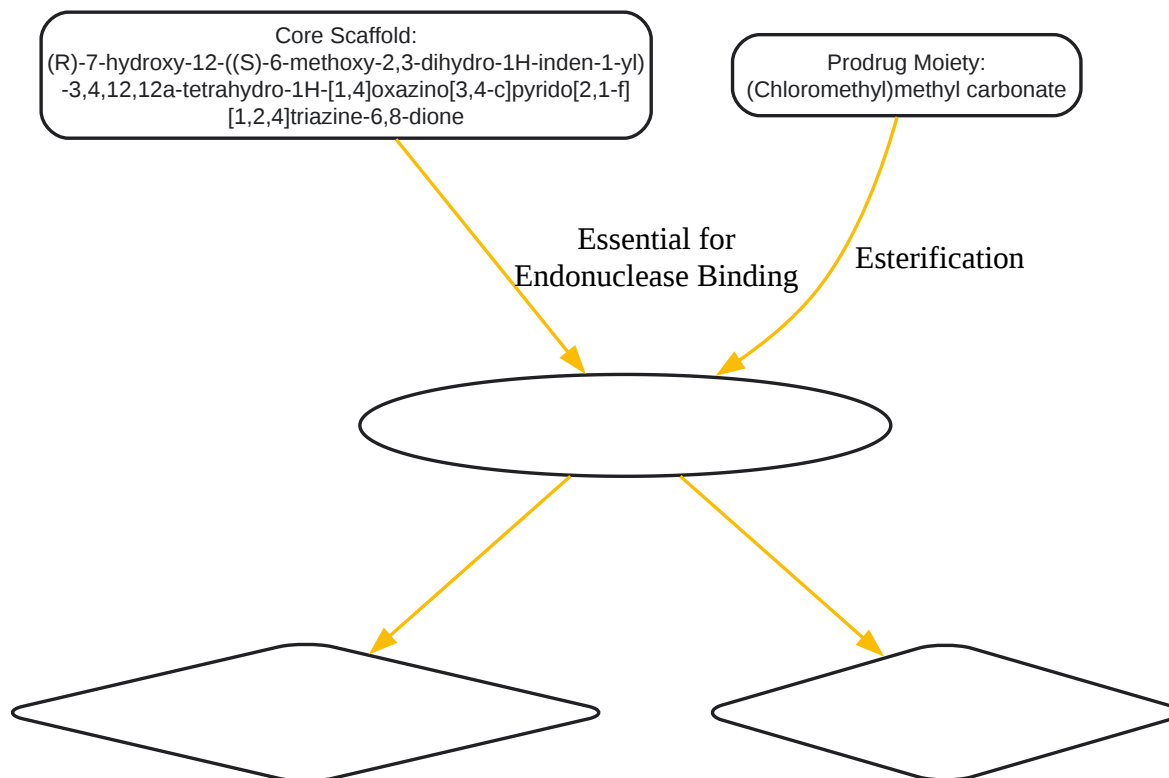 Core Scaffold:
(R)-7-hydroxy-12-((S)-6-methoxy-2,3-dihydro-1H-inden-1-yl)
-3,4,12,12a-tetrahydro-1H-[1,4]oxazino[3,4-c]pyrido[2,1-f]
[1,2,4]triazine-6,8-dione
Prodrug Moiety:
(Chloromethyl)methyl carbonate
Essential for
Endonuclease Binding
Esterification